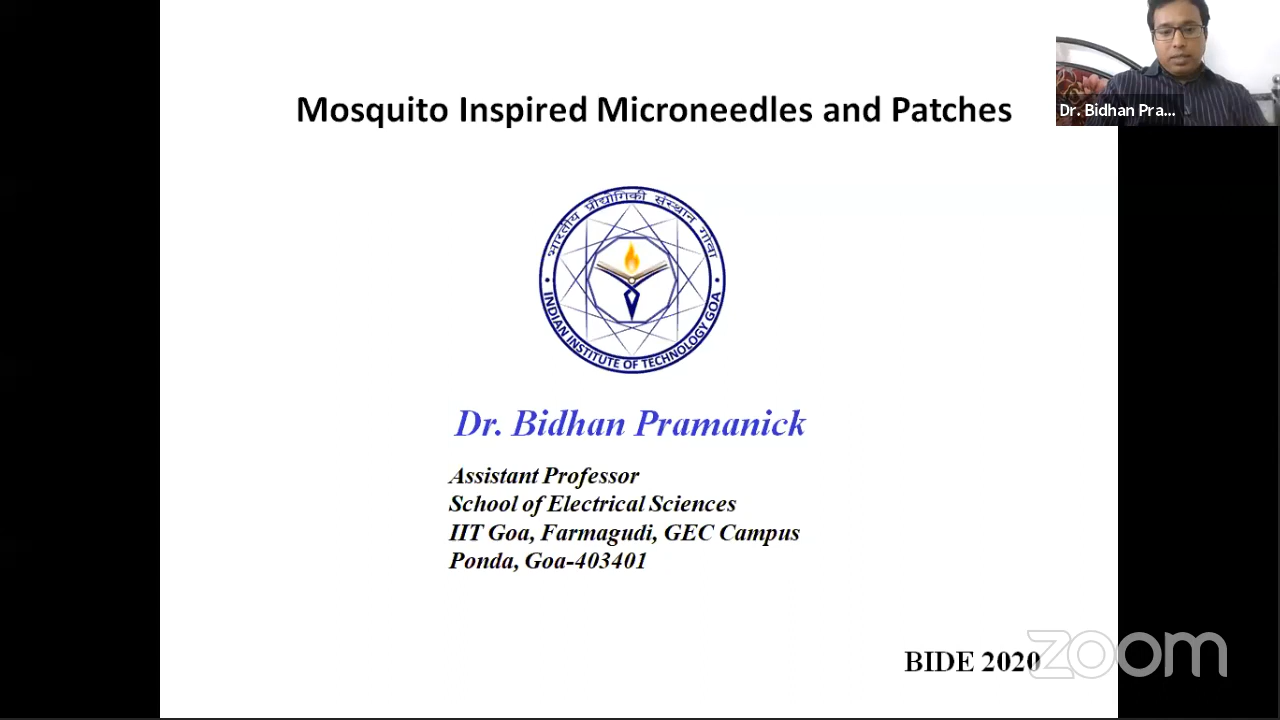 Mosquito Inspired Microneedles and Patches
Dr. Bidhan Pra...
भारतीय प्रौद्योगिकी संस्थान गोवा
INDIAN INSTITUTE OF TECHNOLOGY GOA
Dr. Bidhan Pramanick
Assistant Professor
School of Electrical Sciences
IIT Goa, Farmagudi, GEC Campus
Ponda, Goa-403401
BIDE 2020
zoom